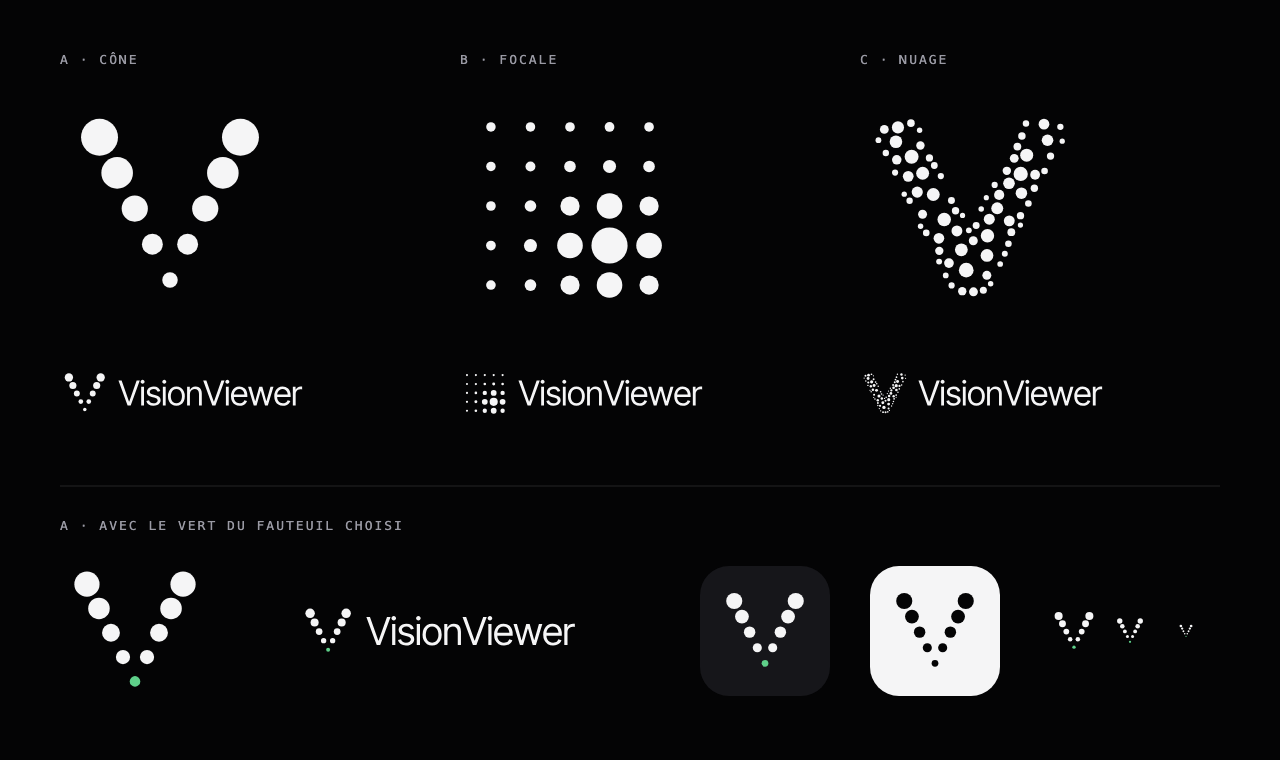 A · CÔNE
B · FOCALE
C · NUAGE
VisionViewer
VisionViewer
VisionViewer
A · AVEC LE VERT DU FAUTEUIL CHOISI
VisionViewer